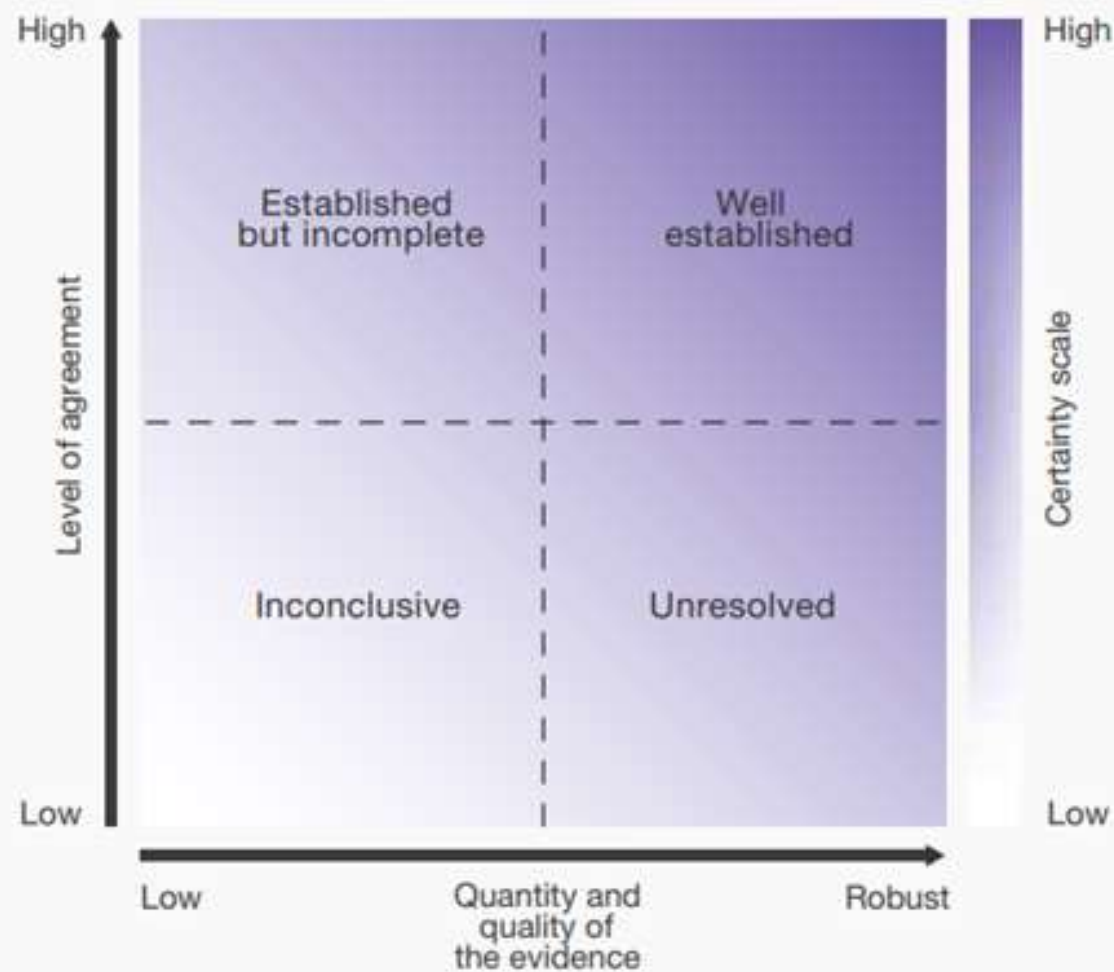 High
High
Established
but incomplete
Well
established
Level of agreement
Certainty scale
Inconclusive
Unresolved
Low
Low
Low
Quantity and
quality of
the evidence
Robust